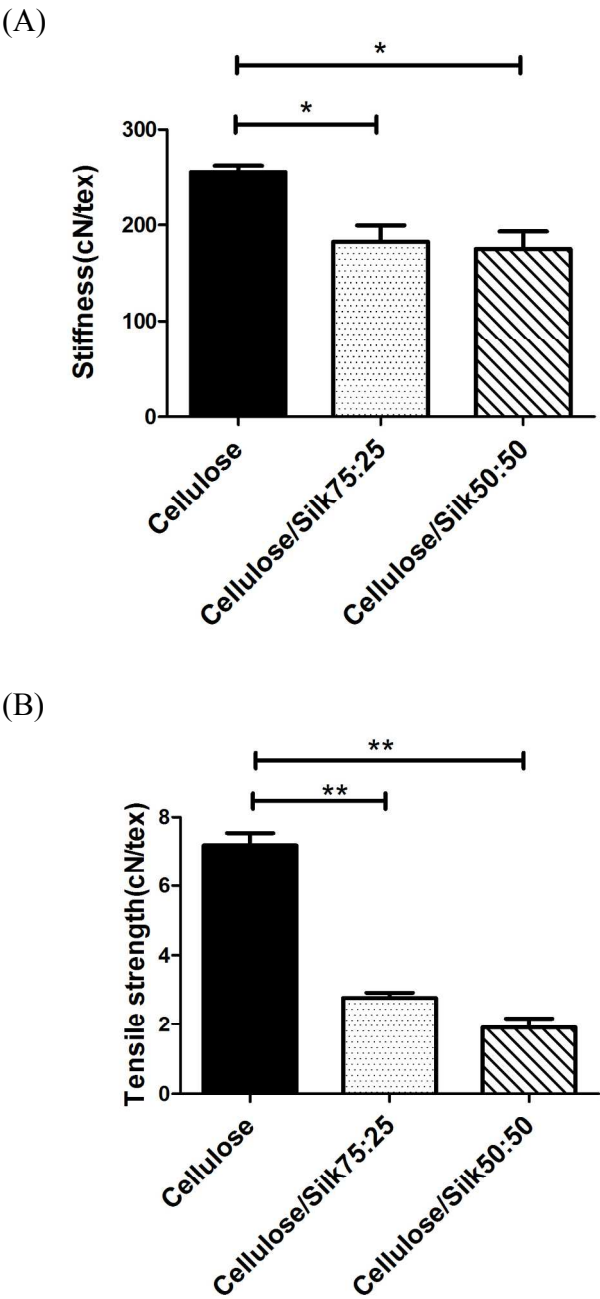 (A)
*
*
300
200
100
0
Stiffness(cN/tex)
Cellulose
Cellulose/Silk75:25
Cellulose/Silk50:50
(B)
**
**
8
6
4
2
0
Tensile strength(cN/tex)
Cellulose
Cellulose/Silk75:25
Cellulose/Silk50:50